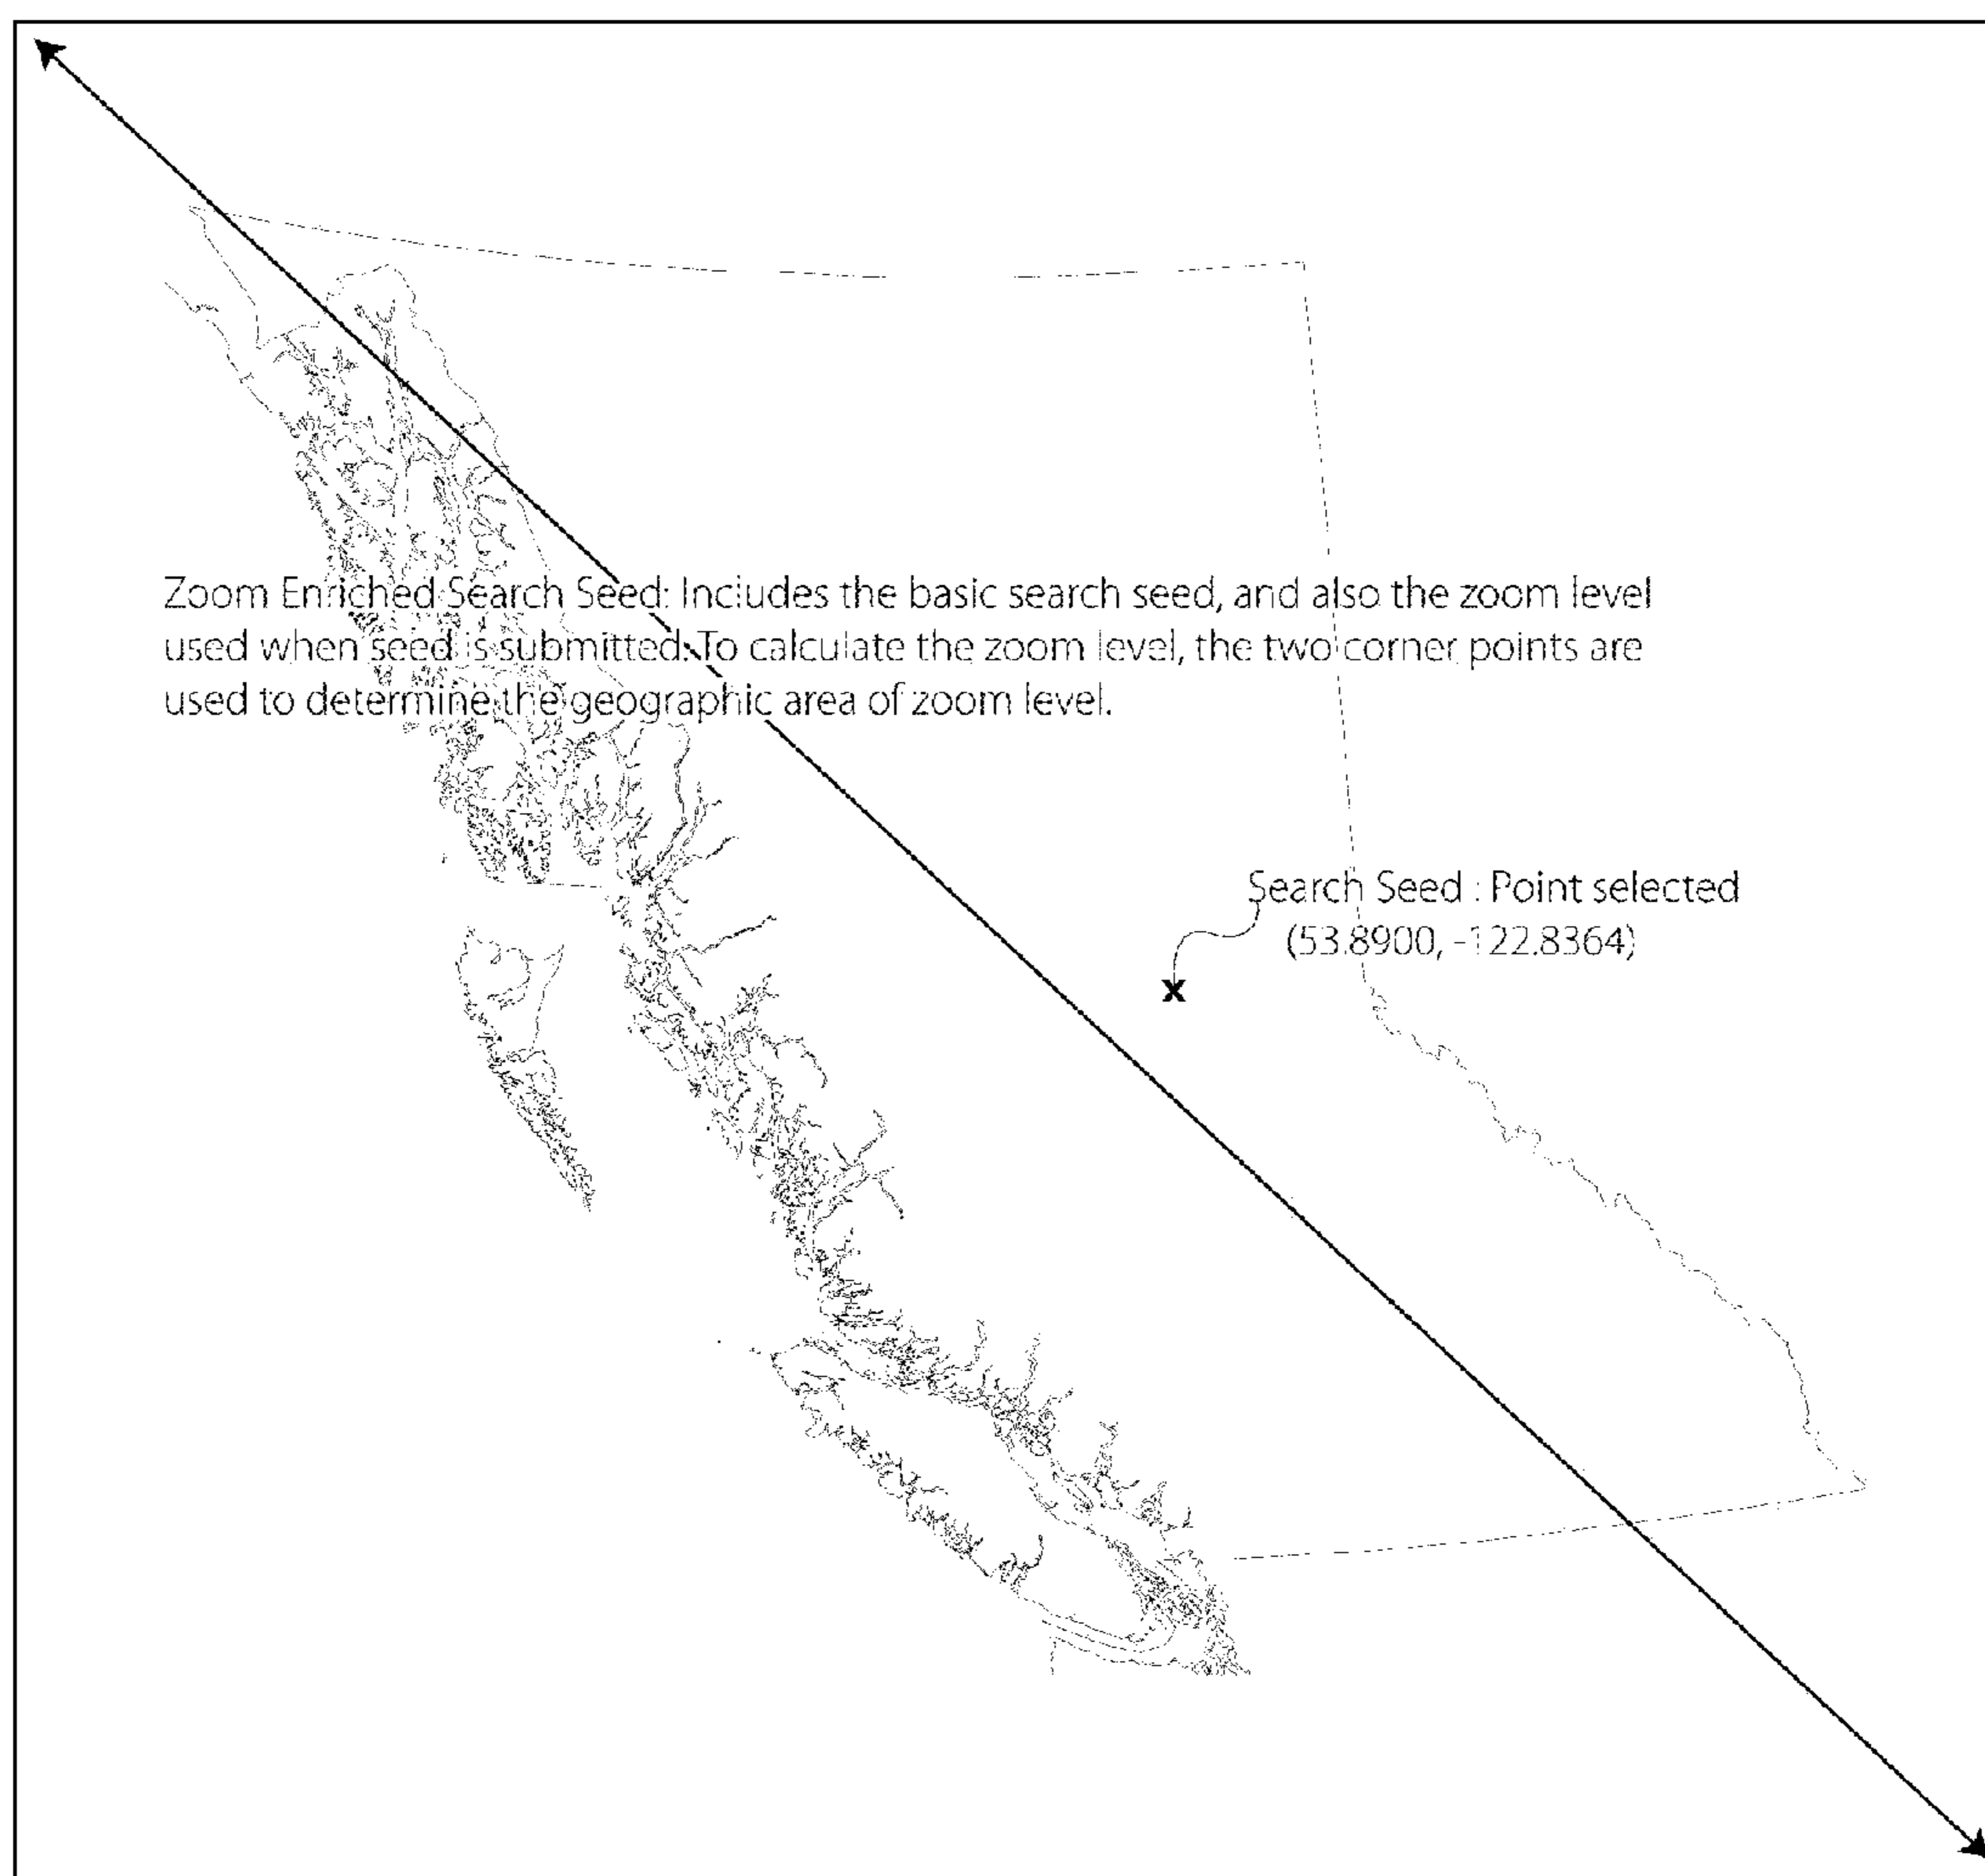 Zoom Enriched Search Seed: Includes the basic search seed, and also the zoom level
used when seed is submitted. To calculate the zoom level, the two corner points are
used to determine the geographic area of zoom level.
Search Seed : Point selected
(53.8900, -122.8364)
x